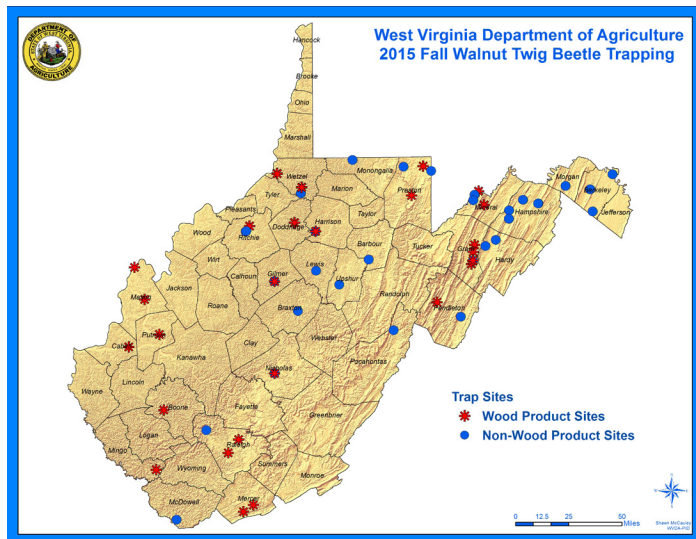 West Virginia Department of Agriculture
2015 Fall Walnut Twig Beetle Trapping
DEPARTMENT OF
AGRICULTURE
Hancock
Brooke
Ohio
Marshall
Wetzel
Monongalia
Preston
Morgan
Berkeley
Jefferson
Tyler
Marion
Mineral
Hampshire
Pleasants
Doddridge
Harrison
Taylor
Wood
Ritchie
Barbour
Tucker
Grant
Hardy
Wirt
Calhoun
Gilmer
Lewis
Upshur
Randolph
Jackson
Mason
Roane
Braxton
Pendleton
Putnam
Cabell
Clay
Webster
Kanawha
Pocahontas
Wayne
Lincoln
Nicholas
Boone
Fayette
Greenbrier
Logan
Mingo
Raleigh
Wyoming
Summers
Monroe
McDowell
Mercer
Trap Sites
Wood Product Sites
Non-Wood Product Sites
0 12.5 25 50
Miles
Shawn McCauley
WVDA-PID